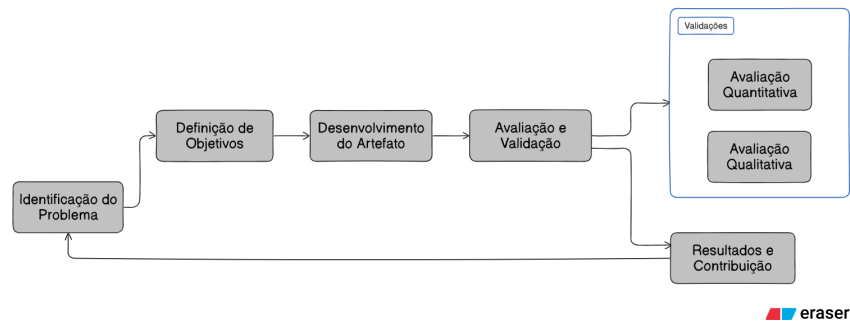 Validações
Avaliação
Quantitativa
Avaliação
Qualitativa
Definição de
Objetivos
Desenvolvimento
do Artefato
Avaliação e
Validação
Identificação do
Problema
Resultados e
Contribuição
eraser